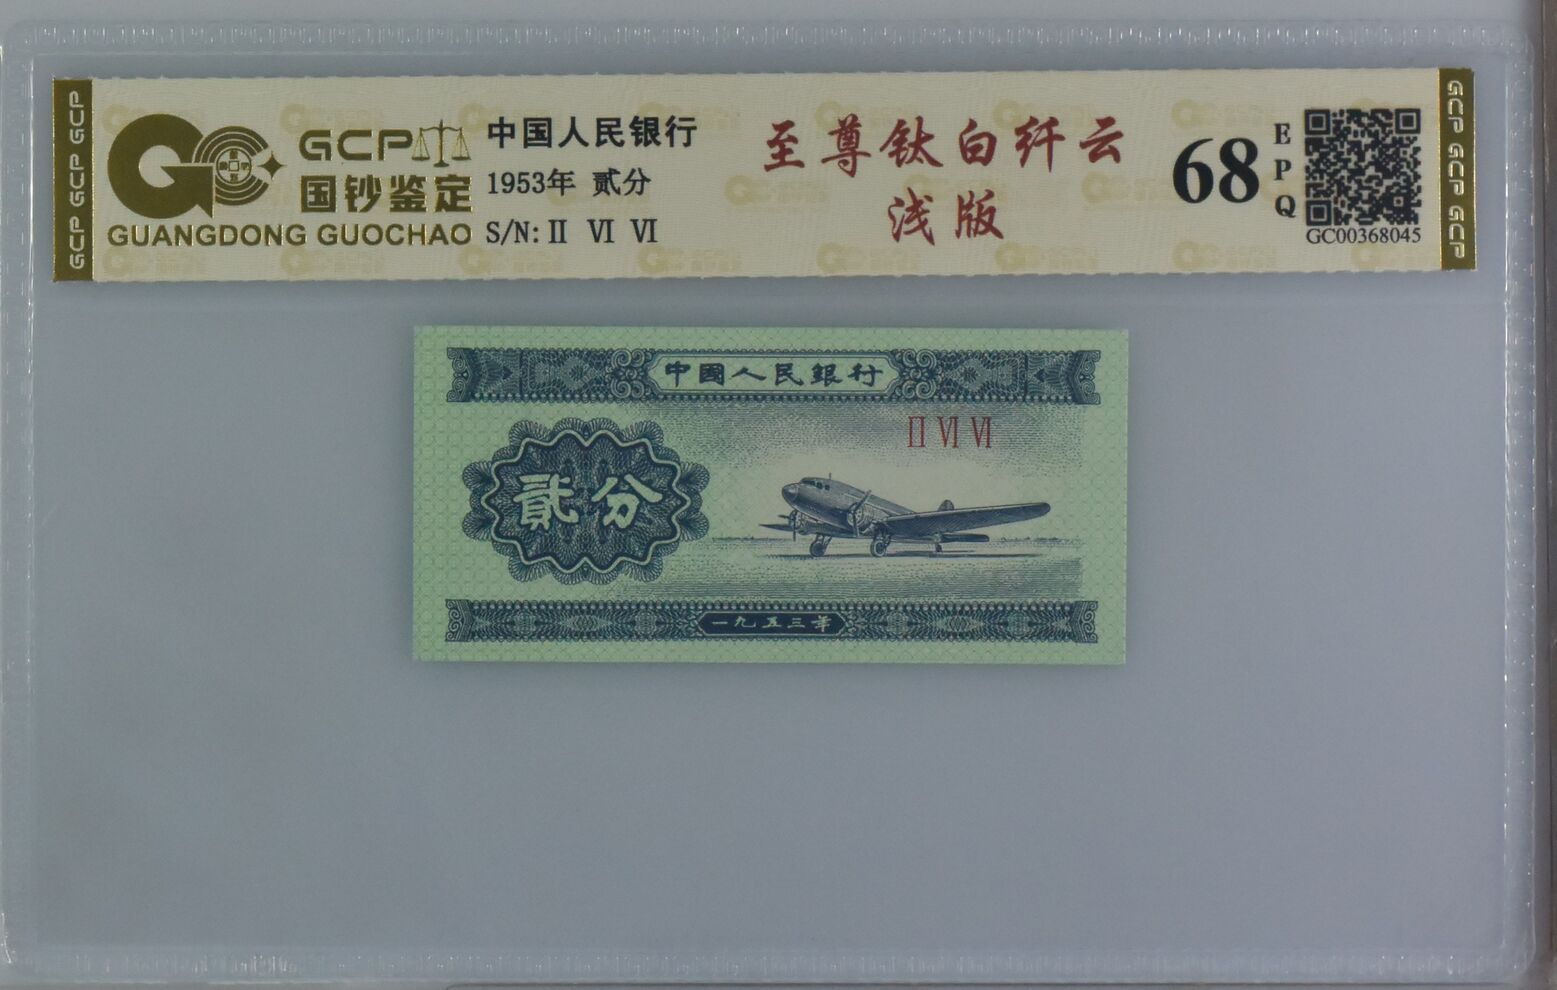 GCP GCP GCP
GCP
国钞鉴定
GUANGDONG GUOCHAO
中国人民银行
1953年 贰分
S/N: II VI VI
至尊钛白纤云
浅版
68
EPQ
GC00368045
GCP GCP GCP
中國人民銀行
II VI VI
貳分
一九五三年